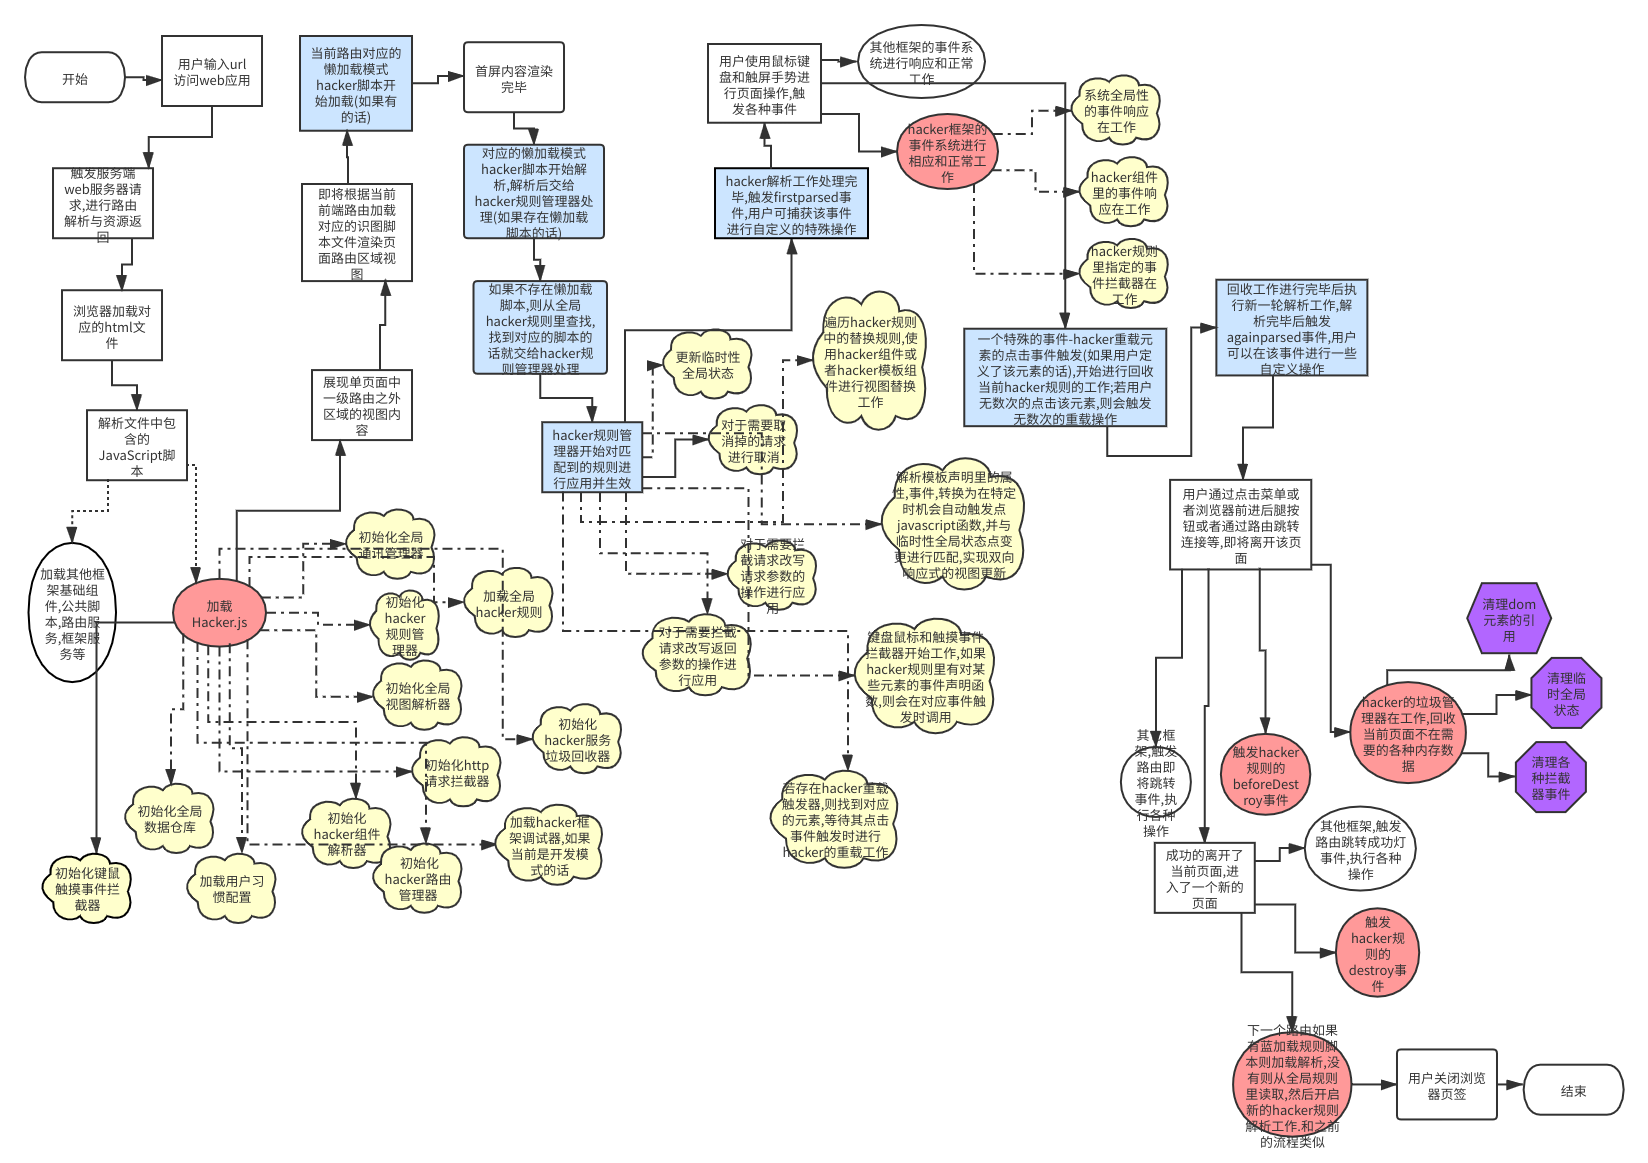 开始
用户输入url
访问web应用
触发服务端
web服务器请
求,进行路由
解析与资源返
回
浏览器加载对
应的html文
件
解析文件中包
含的
JavaScript脚
本
加载其他框
架基础组
件,公共脚
本,路由服
务,框架服
务等
加载
Hacker.js
当前路由对应的
懒加载模式
hacker脚本开
始加载(如果有
的话)
即将根据当前
前端路由加载
对应的识图脚
本文件渲染页
面路由区域视
图
展现单页面中
一级路由之外
区域的视图内
容
首屏内容渲染
完毕
对应的懒加载模式
hacker脚本开始解
析,解析后交给
hacker规则管理器处
理(如果存在懒加载
脚本的话)
如果不存在懒加载
脚本,则从全局
hacker规则里查找,
找到对应的脚本的
话就交给hacker规
则管理器处理
hacker规则管
理器开始对匹
配到的规则进
行应用并生效
初始化全局
通讯管理器
初始化
hacker
规则管
理器
加载全局
hacker规则
初始化全局
视图解析器
初始化
hacker服务
垃圾回收器
初始化http
请求拦截器
初始化全局
数据仓库
初始化
hacker组件
解析器
加载hacker框
架调试器,如果
当前是开发模
式的话
初始化键鼠
触摸事件拦
截器
加载用户习
惯配置
初始化
hacker路由
管理器
用户使用鼠标键
盘和触屏手势进
行页面操作,触
发各种事件
其他框架的事件系
统进行响应和正常
工作
hacker框架的
事件系统进行
相应和正常工
作
系统全局性
的事件响应
在工作
hacker组件
里的事件响
应在工作
hacker规则
里指定的事
件拦截器在
工作
hacker解析工作处理完
毕,触发firstparsed事
件,用户可捕获该事件
进行自定义的特殊操作
更新临时性
全局状态
遍历hacker规则
中的替换规则,使
用hacker组件或
者hacker模板组
件进行视图替换
工作
对于需要取
消掉的请求
进行取消
解析模板声明里的属
性,事件,转换为在特定
时机会自动触发点
javascript函数,并与
临时性全局状态点变
更进行匹配,实现双向
响应式的视图更新
对于需要拦
截请求改写
请求参数的
操作进行应
用
对于需要拦截
请求改写返回
参数的操作进
行应用
键盘鼠标和触摸事件
拦截器开始工作,如果
hacker规则里有对某
些元素的事件声明函
数,则会在对应事件触
发时调用
若存在hacker重载
触发器,则找到对应
的元素,等待其点击
事件触发时进行
hacker的重载工作
一个特殊的事件-hacker重载元
素的点击事件触发(如果用户定
义了该元素的话),开始进行回收
当前hacker规则的工作;若用户
无数次的点击该元素,则会触发
无数次的重载操作
回收工作进行完毕后执
行新一轮解析工作,解
析完毕后触发
againparsed事件,用户
可以在该事件进行一些
自定义操作
用户通过点击菜单或
者浏览器前进后腿按
钮或者通过路由跳转
连接等,即将离开该页
面
清理dom
元素的引
用
hacker的垃圾管
理器在工作,回收
当前页面不在需
要的各种内存数
据
清理临
时全局
状态
清理各
种拦截
器事件
其它框
架,触发
路由即
将跳转
事件,执
行各种
操作
触发hacker
规则的
beforeDest
roy事件
成功的离开了
当前页面,进
入了一个新的
页面
其他框架,触发
路由跳转成功灯
事件,执行各种
操作
触发
hacker规
则的
destroy事
件
下一个路由如果
有蓝加载规则脚
本则加载解析,没
有则从全局规则
里读取,然后开启
新的hacker规则
解析工作.和之前
的流程类似
用户关闭浏览
器页签
结束